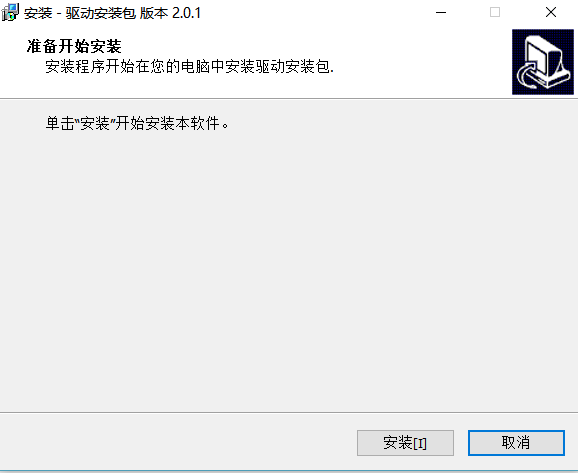 安装 - 驱动安装包 版本 2.0.1
准备开始安装
安装程序开始在您的电脑中安装驱动安装包.
单击“安装”开始安装本软件。
安装[I]
取消